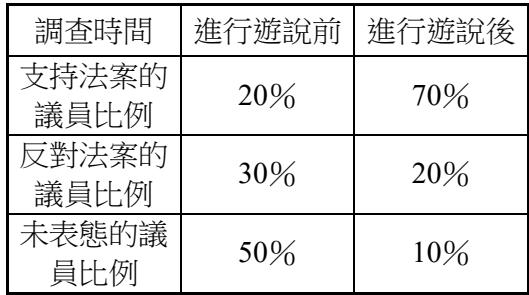 調查時間 進行遊說前 進行遊說後
支持法案的
議員比例
20% 70%
反對法案的
議員比例
30% 20%
未表態的議
員比例
50% 10%